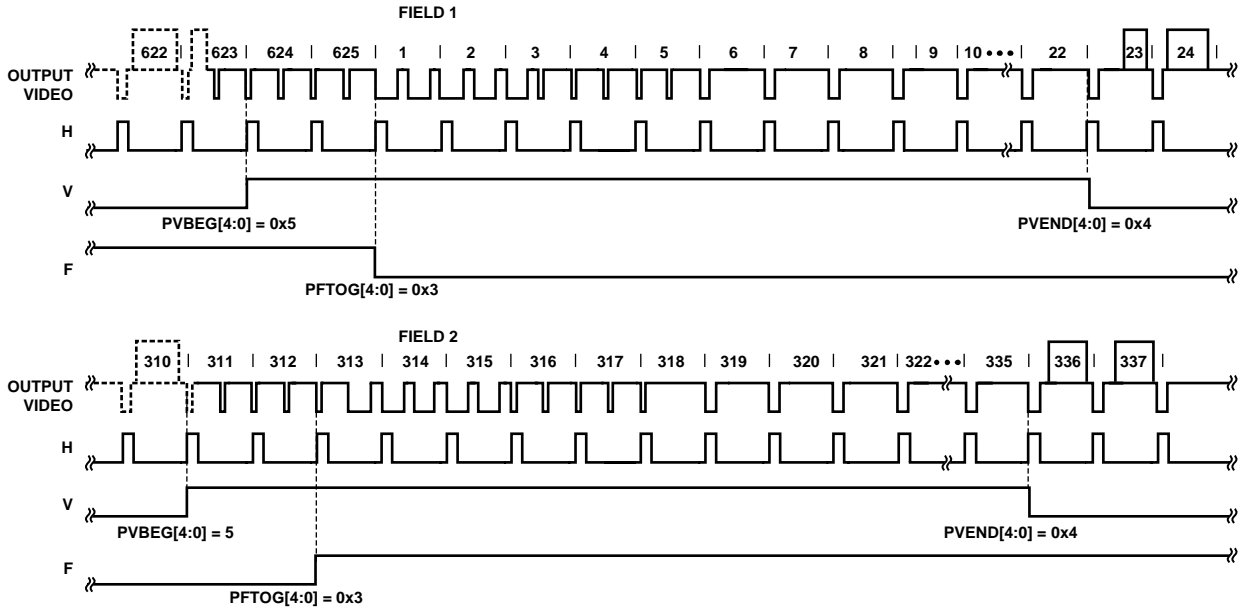 FIELD 1
622 623 624 625 1 2 3 4 5 6 7 8 9 10 ••• 22 23 24
OUTPUT
VIDEO
H
V
PVBEG[4:0] = 0x5 PVEND[4:0] = 0x4
F
PFTOG[4:0] = 0x3
FIELD 2
310 311 312 313 314 315 316 317 318 319 320 321 322 ••• 335 336 337
OUTPUT
VIDEO
H
V
PVBEG[4:0] = 5 PVEND[4:0] = 0x4
F
PFTOG[4:0] = 0x3